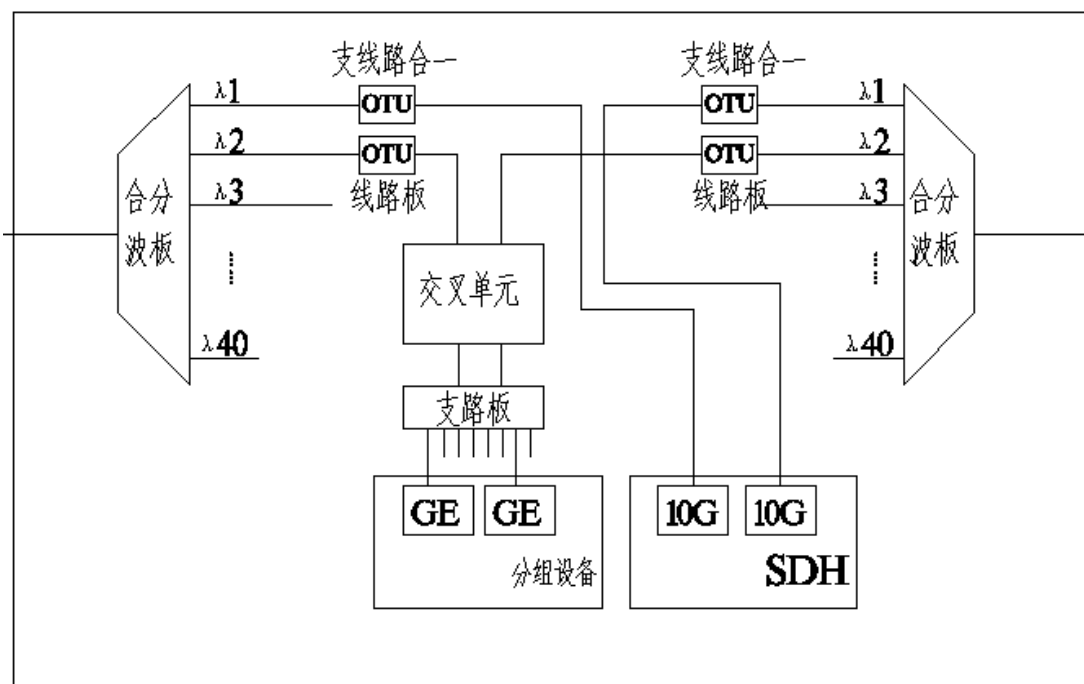 支线路合一
支线路合一
λ1
OTU
OTU
λ1
λ2
OTU
OTU
λ2
λ3
线路板
线路板
λ3
合分
波板
合分
波板
交叉单元
λ40
λ40
支路板
GE
GE
10G
10G
分组设备
SDH